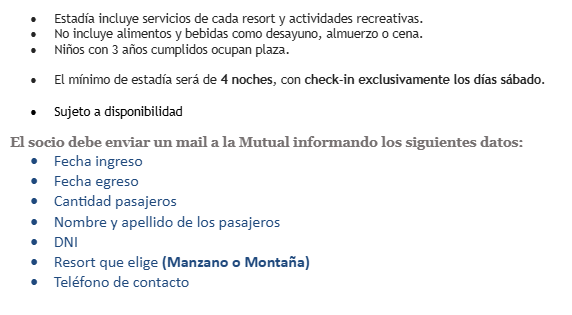 • Estadía incluye servicios de cada resort y actividades recreativas.
• No incluye alimentos y bebidas como desayuno, almuerzo o cena.
• Niños con 3 años cumplidos ocupan plaza.
• El mínimo de estadía será de 4 noches, con check-in exclusivamente los días sábado.
• Sujeto a disponibilidad
El socio debe enviar un mail a la Mutual informando los siguientes datos:
• Fecha ingreso
• Fecha egreso
• Cantidad pasajeros
• Nombre y apellido de los pasajeros
• DNI
• Resort que elige (Manzano o Montaña)
• Teléfono de contacto